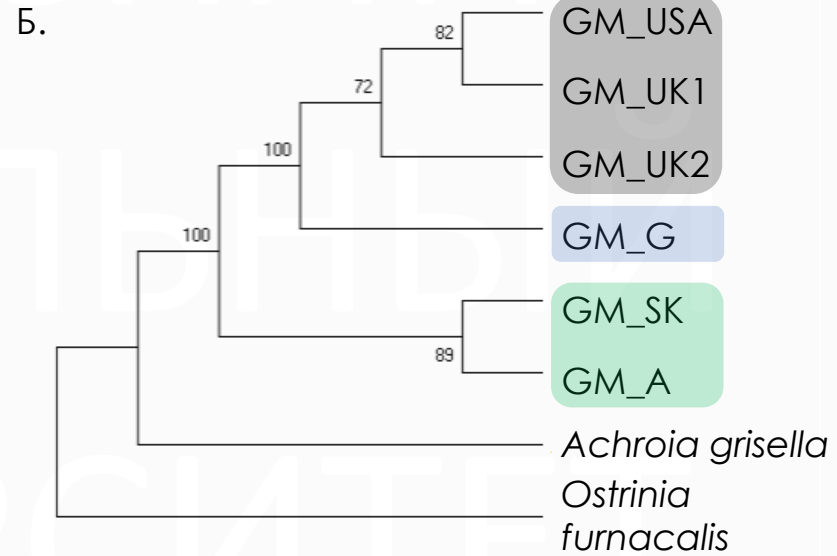 Б.
82
GM_USA
72
GM_UK1
100
GM_UK2
100
GM_G
GM_SK
89
GM_A
Achroia grisella
Ostrinia
furnacalis